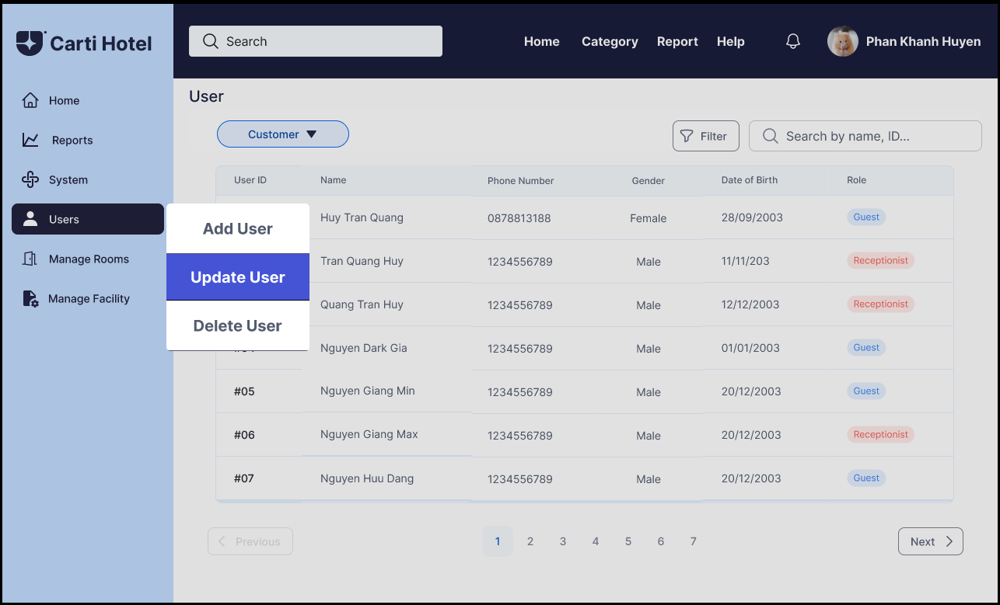 Carti Hotel
Search
Home Category Report Help
Phan Khanh Huyen
Home
Reports
System
Users
Manage Rooms
Manage Facility
Add User
Update User
Delete User
User
Customer
Filter
Search by name, ID...
User ID Name Phone Number Gender Date of Birth Role
Huy Tran Quang 0878813188 Female 28/09/2003 Guest
Tran Quang Huy 1234556789 Male 11/11/203 Receptionist
Quang Tran Huy 1234556789 Male 12/12/2003 Receptionist
Nguyen Dark Gia 1234556789 Male 01/01/2003 Guest
#05 Nguyen Giang Min 1234556789 Male 20/12/2003 Guest
#06 Nguyen Giang Max 1234556789 Male 20/12/2003 Receptionist
#07 Nguyen Huu Dang 1234556789 Male 20/12/2003 Guest
Previous 1 2 3 4 5 6 7 Next